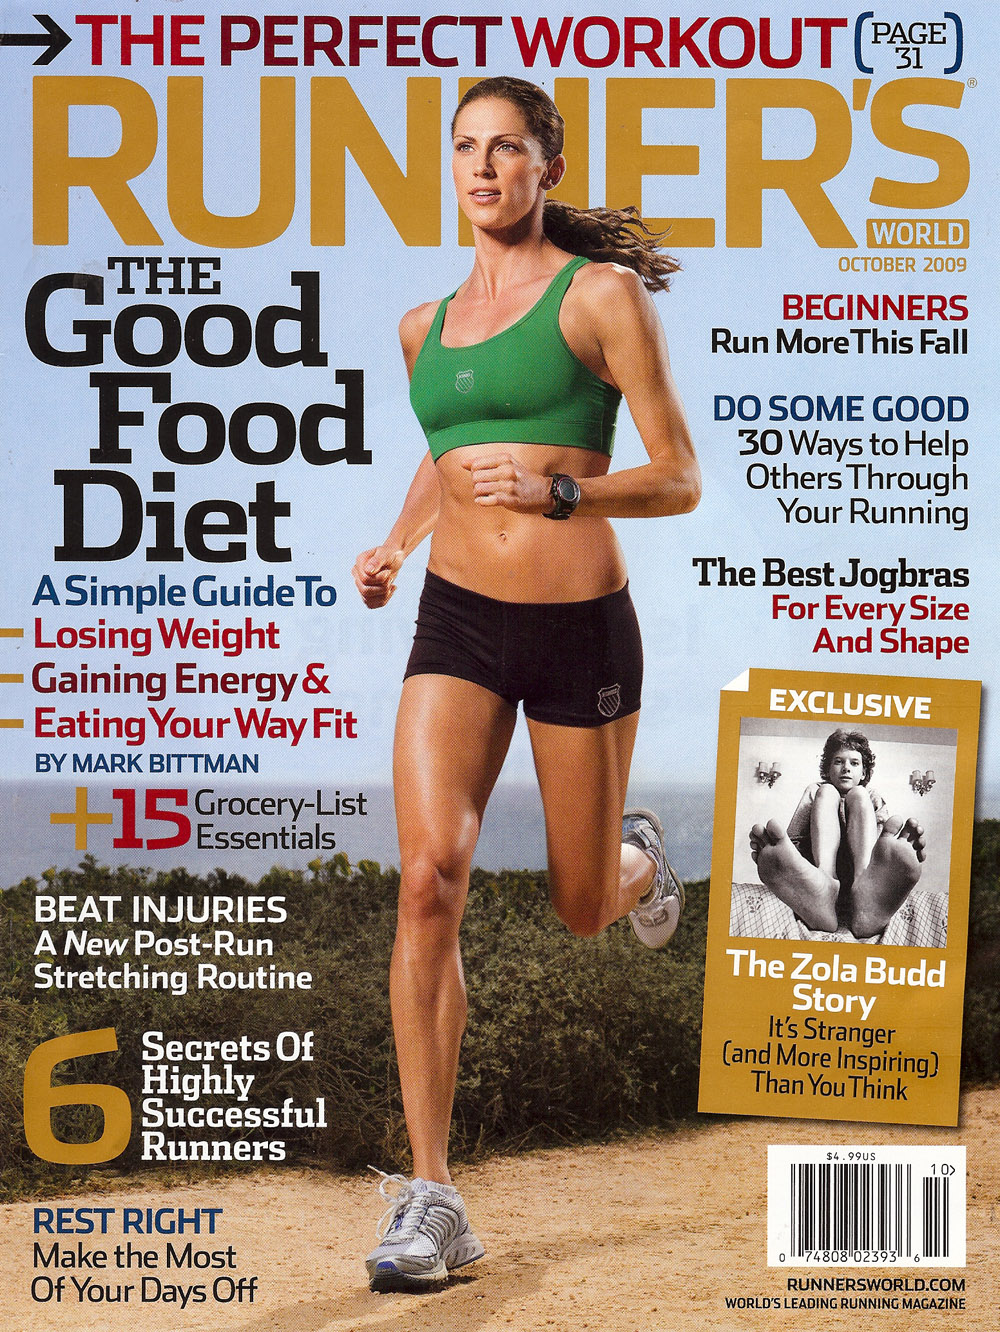 THE PERFECT WORKOUT (PAGE 31)
RUNNER'S
WORLD
OCTOBER 2009
THE
Good
Food
Diet
A Simple Guide To
Losing Weight
Gaining Energy &
Eating Your Way Fit
BY MARK BITTMAN
+15 Grocery-List
Essentials
BEAT INJURIES
A New Post-Run
Stretching Routine
6 Secrets Of
Highly
Successful
Runners
REST RIGHT
Make the Most
Of Your Days Off
BEGINNERS
Run More This Fall
DO SOME GOOD
30 Ways to Help
Others Through
Your Running
The Best Jogbras
For Every Size
And Shape
EXCLUSIVE
The Zola Budd
Story
It's Stranger
(and More Inspiring)
Than You Think
$4.99US
10>
0 74808 02393 6
RUNNERSWORLD.COM
WORLD'S LEADING RUNNING MAGAZINE